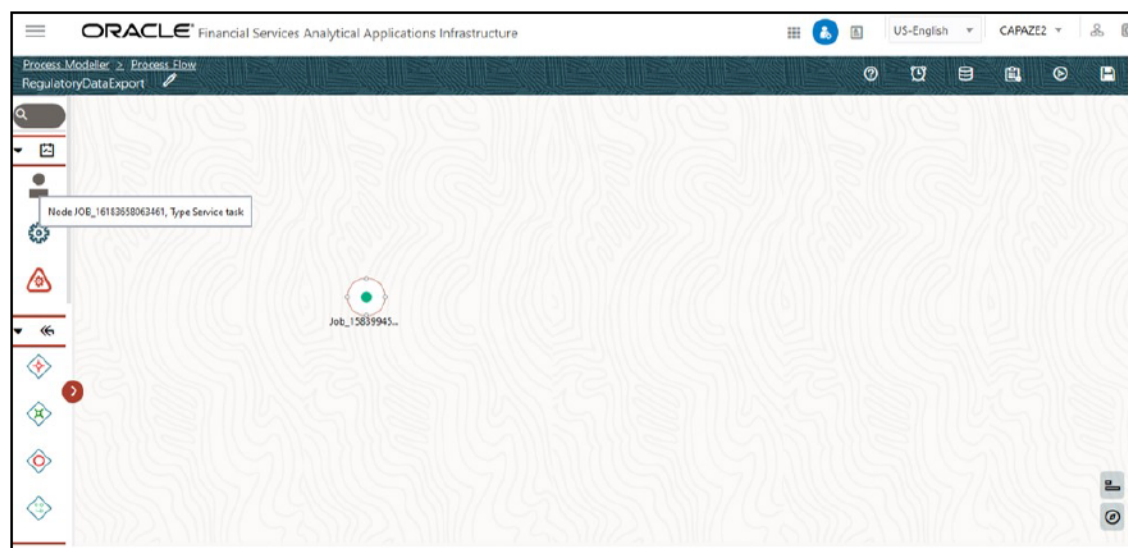 ORACLE® Financial Services Analytical Applications Infrastructure
US-English
CAPAZE2
Process Modeller > Process Flow
RegulatoryDataExport
Node JOB_16183658063461, Type Service task
Job_15839945...